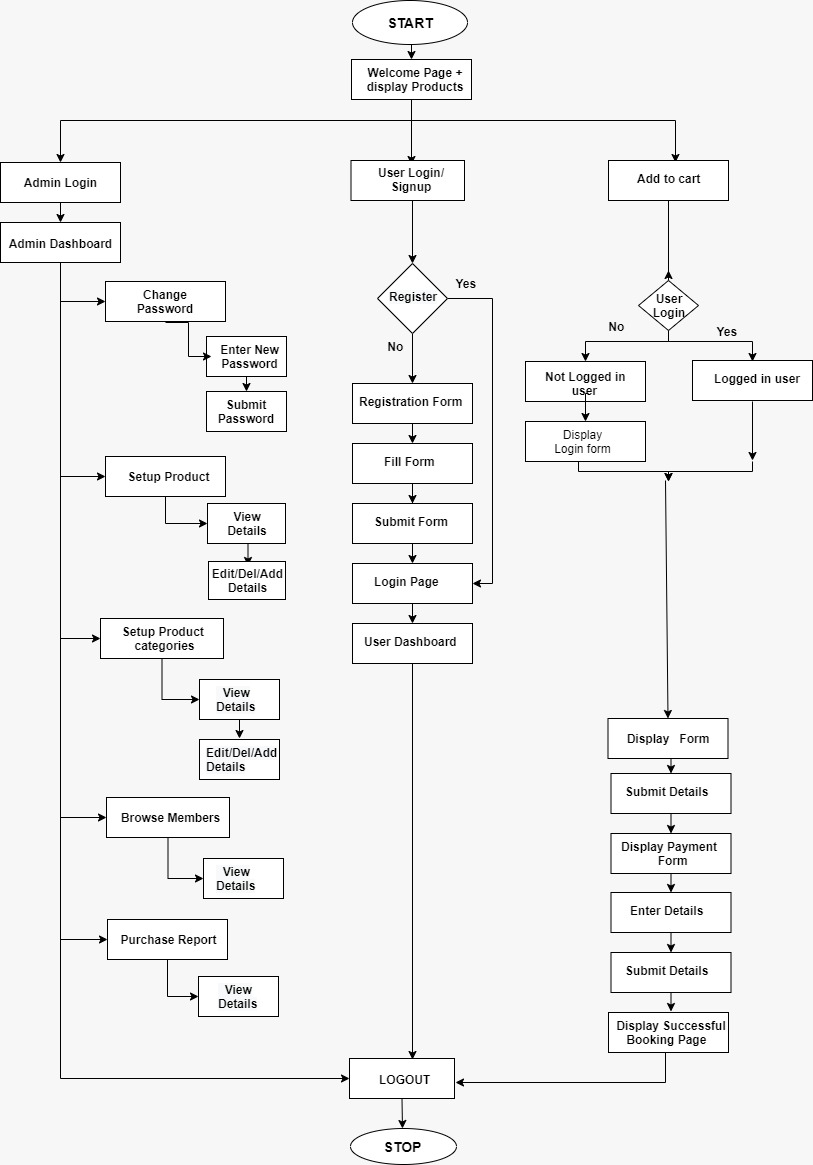 START
Welcome Page +
display Products
Admin Login
Admin Dashboard
Change
Password
Enter New
Password
Submit
Password
Setup Product
View
Details
Edit/Del/Add
Details
Setup Product
categories
View
Details
Edit/Del/Add
Details
Browse Members
View
Details
Purchase Report
View
Details
User Login/
Signup
Register
Yes
No
Registration Form
Fill Form
Submit Form
Login Page
User Dashboard
Add to cart
User
Login
No
Yes
Not Logged in
user
Display
Login form
Logged in user
Display Form
Submit Details
Display Payment
Form
Enter Details
Submit Details
Display Successful
Booking Page
LOGOUT
STOP